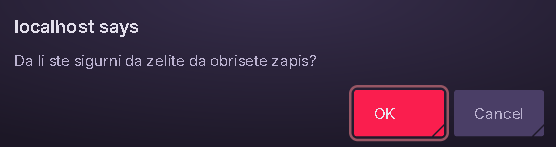 localhost says
Da li ste sigurni da zelite da obrisete zapis?
OK
Cancel